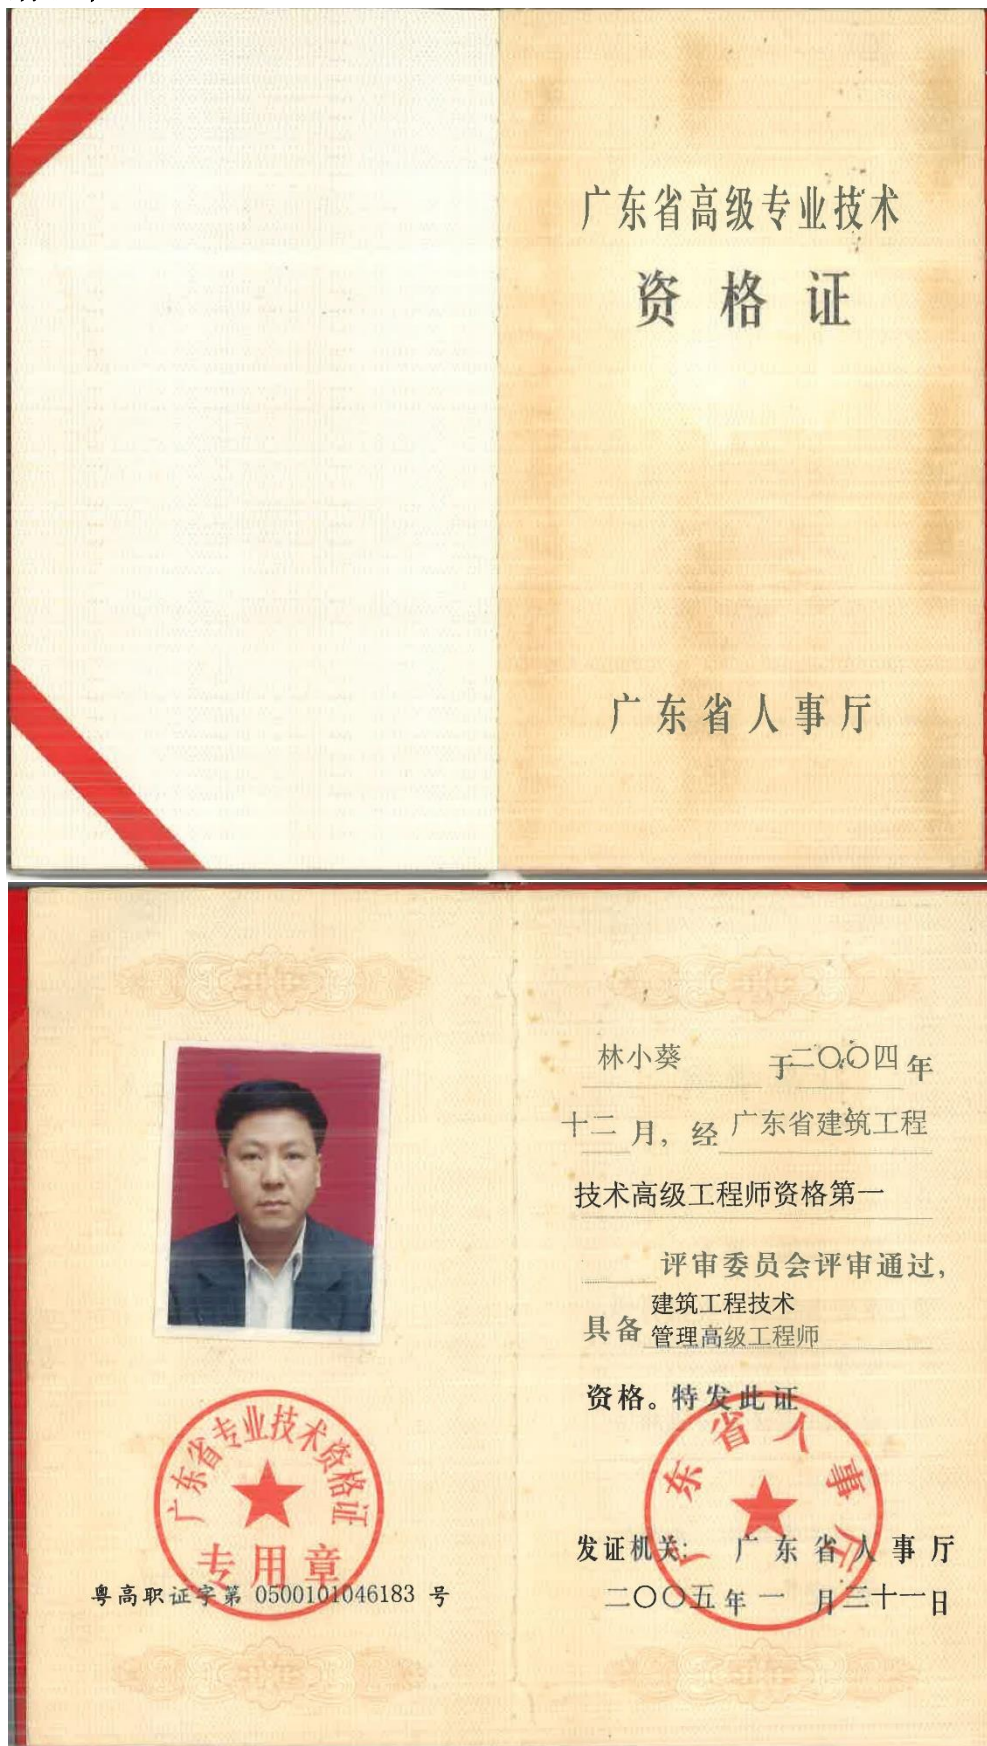 广东省高级专业技术
资格证
广东省人事厅
林小葵 于二〇〇四年
十二月，经广东省建筑工程
技术高级工程师资格第一
评审委员会评审通过，
具备建筑工程技术
管理高级工程师
资格。特发此证
广东省专业技术资格证
专用章
广东省人事厅
发证机关：广东省人事厅
粤高职证字第 0500101046183 号
二〇〇五年一月三十一日